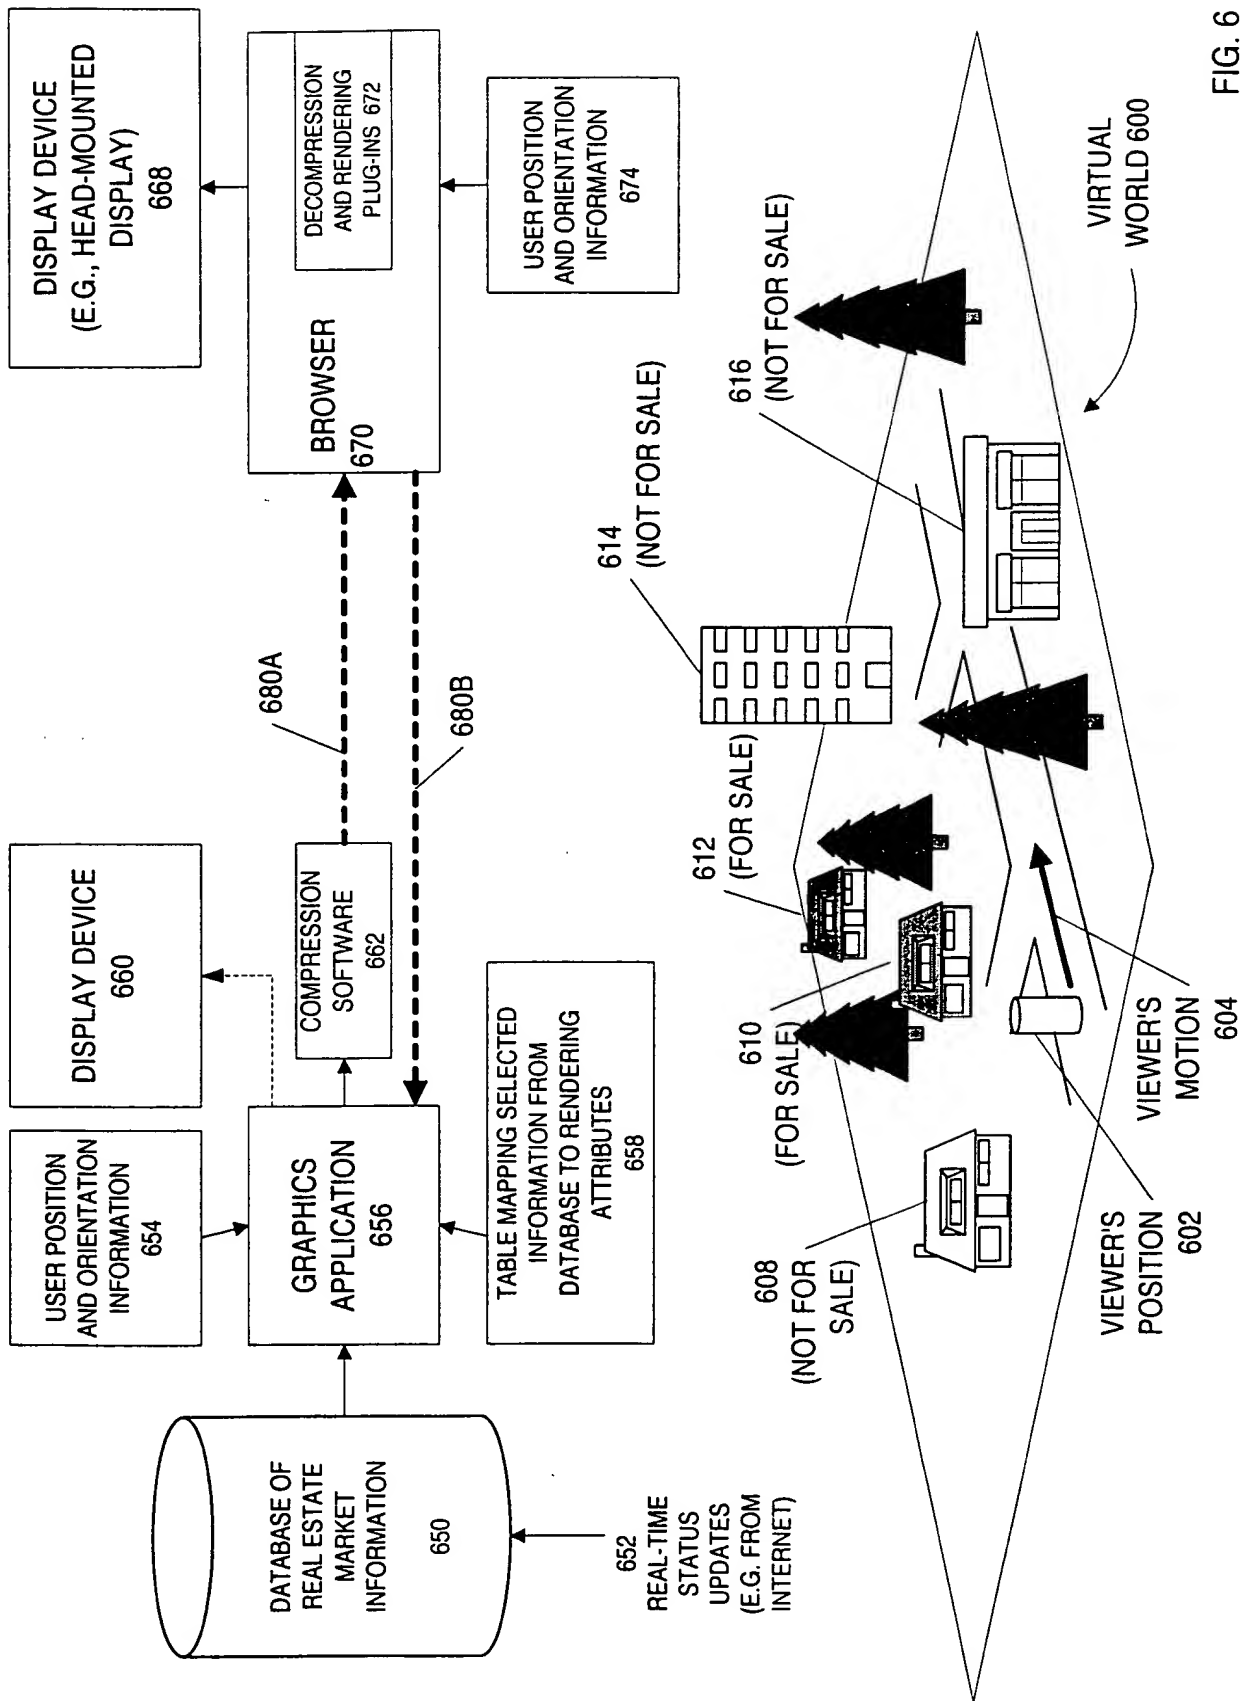 USER POSITION
AND ORIENTATION
INFORMATION
654
DISPLAY DEVICE
660
DISPLAY DEVICE
(E.G., HEAD-MOUNTED
DISPLAY)
668
DATABASE OF
REAL ESTATE
MARKET
INFORMATION
650
GRAPHICS
APPLICATION
656
COMPRESSION
SOFTWARE
662
680A
680B
BROWSER
670
DECOMPRESSION
AND RENDERING
PLUG-INS 672
652
REAL-TIME
STATUS
UPDATES
(E.G. FROM
INTERNET)
TABLE MAPPING SELECTED
INFORMATION FROM
DATABASE TO RENDERING
ATTRIBUTES
658
USER POSITION
AND ORIENTATION
INFORMATION
674
608
(NOT FOR
SALE)
610
(FOR SALE)
612
(FOR SALE)
614
(NOT FOR SALE)
616
(NOT FOR SALE)
VIEWER'S
POSITION
602
VIEWER'S
MOTION
604
VIRTUAL
WORLD 600
FIG. 6